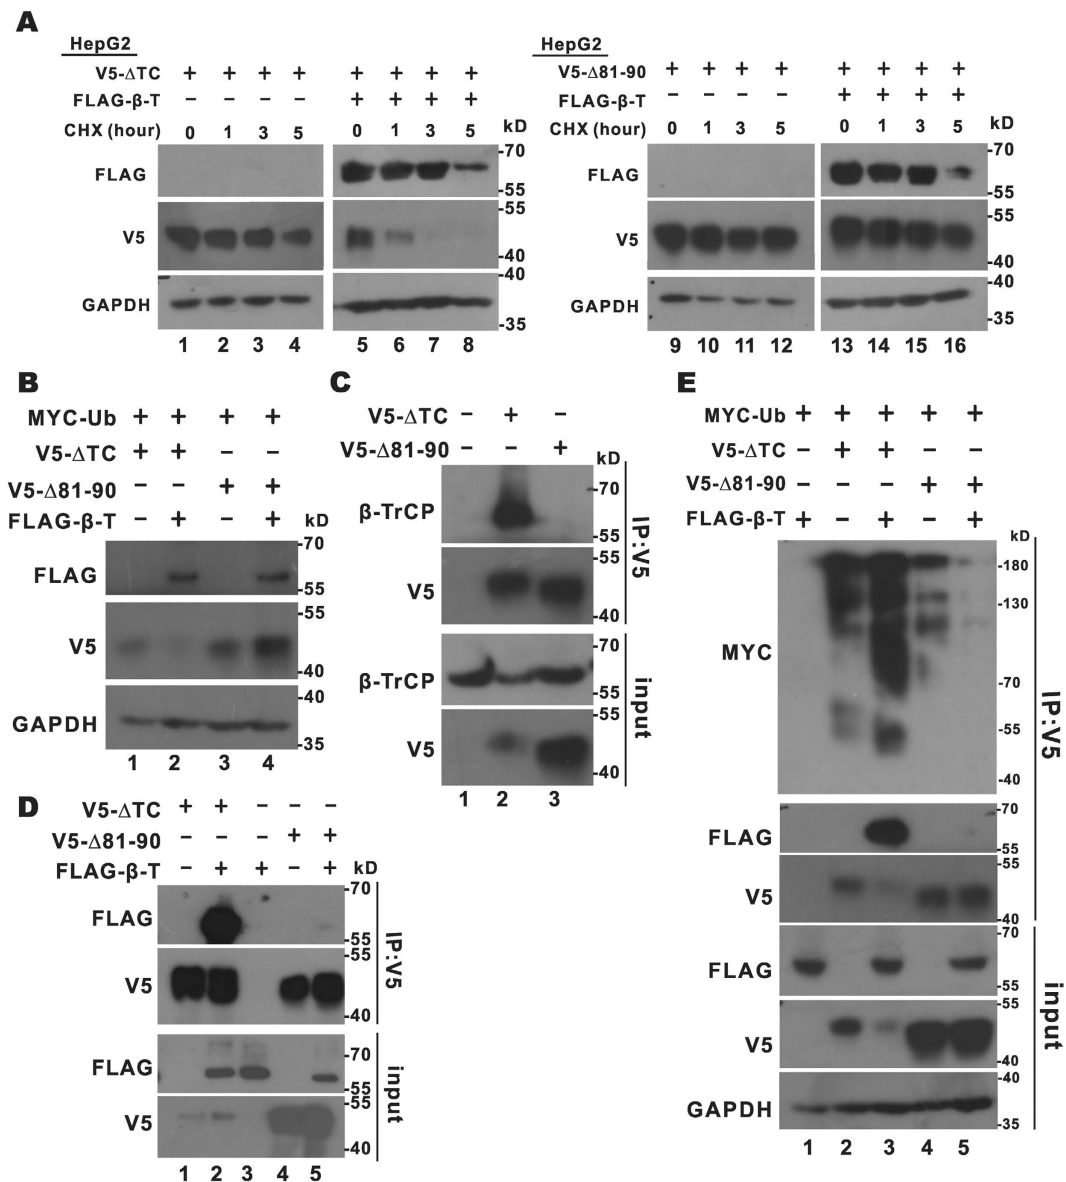 A
HepG2
V5-ΔTC + + + + + + + +
FLAG-β-T – – – – + + + +
CHX (hour) 0 1 3 5 0 1 3 5 kD
FLAG -70
-55
V5 -55
-40
GAPDH -40
-35
1 2 3 4 5 6 7 8
HepG2
V5-Δ81-90 + + + + + + + +
FLAG-β-T – – – – + + + +
CHX (hour) 0 1 3 5 0 1 3 5 kD
FLAG -70
-55
V5 -55
-40
GAPDH -40
-35
9 10 11 12 13 14 15 16
B
MYC-Ub + + + +
V5-ΔTC + + – –
V5-Δ81-90 – – + +
FLAG-β-T – + – + kD
FLAG -70
-55
V5 -55
-40
GAPDH -40
-35
1 2 3 4
C
V5-ΔTC – + –
V5-Δ81-90 – – +
kD
β-TrCP -70
-55
V5 -55
-40
IP:V5
β-TrCP -70
-55
V5 -55
-40
input
1 2 3
D
V5-ΔTC + + – – –
V5-Δ81-90 – – – + +
FLAG-β-T – + + – + kD
FLAG -70
-55
V5 -55
-40
IP:V5
FLAG -70
-55
V5 -55
-40
input
1 2 3 4 5
E
MYC-Ub + + + + +
V5-ΔTC – + + – –
V5-Δ81-90 – – – + +
FLAG-β-T + – + – +
kD
-180
-130
MYC
-70
-55
-40
FLAG -70
-55
V5 -55
-40
IP:V5
FLAG -70
-55
V5 -55
-40
GAPDH -40
-35
input
1 2 3 4 5